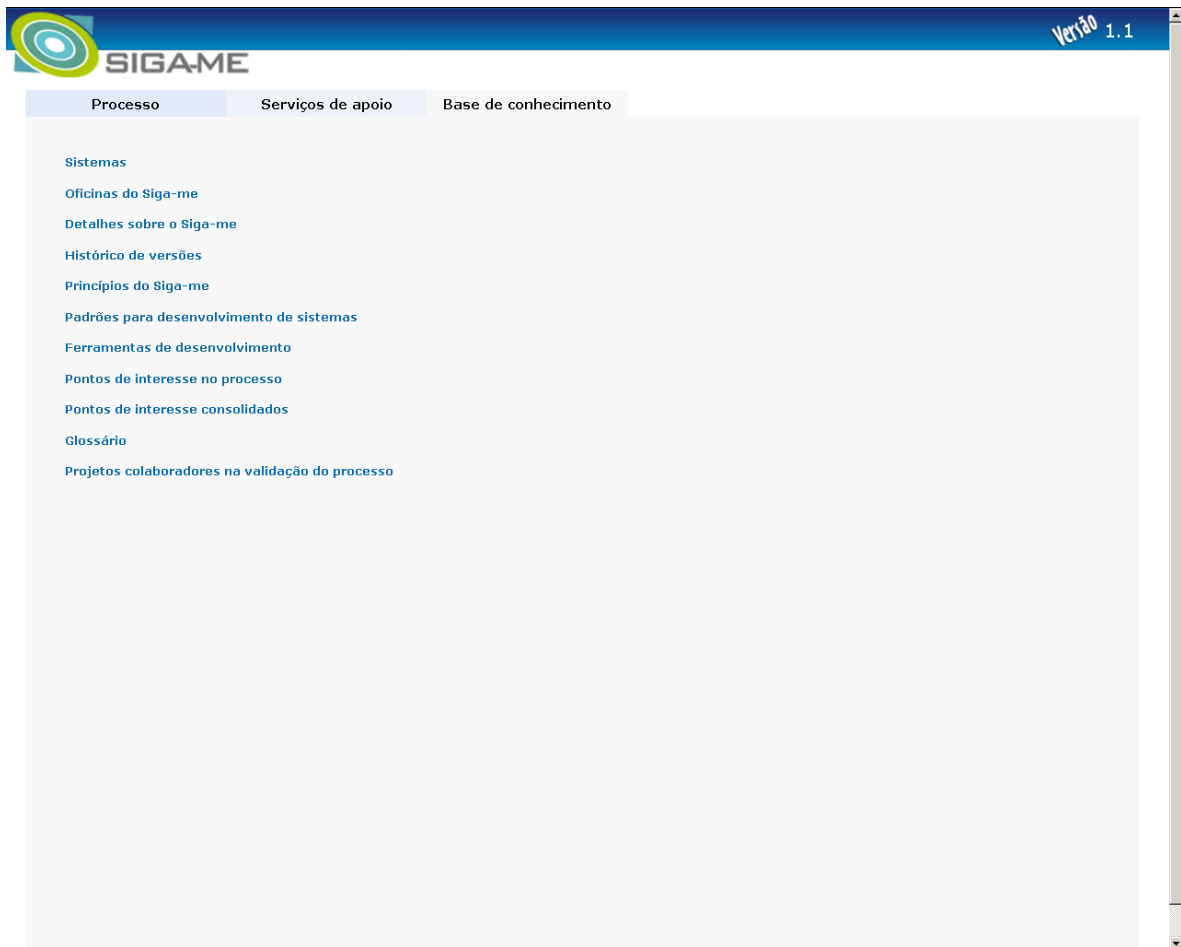 Versão 1.1
SIGA-ME
Processo Serviços de apoio Base de conhecimento
Sistemas
Oficinas do Siga-me
Detalhes sobre o Siga-me
Histórico de versões
Princípios do Siga-me
Padrões para desenvolvimento de sistemas
Ferramentas de desenvolvimento
Pontos de interesse no processo
Pontos de interesse consolidados
Glossário
Projetos colaboradores na validação do processo